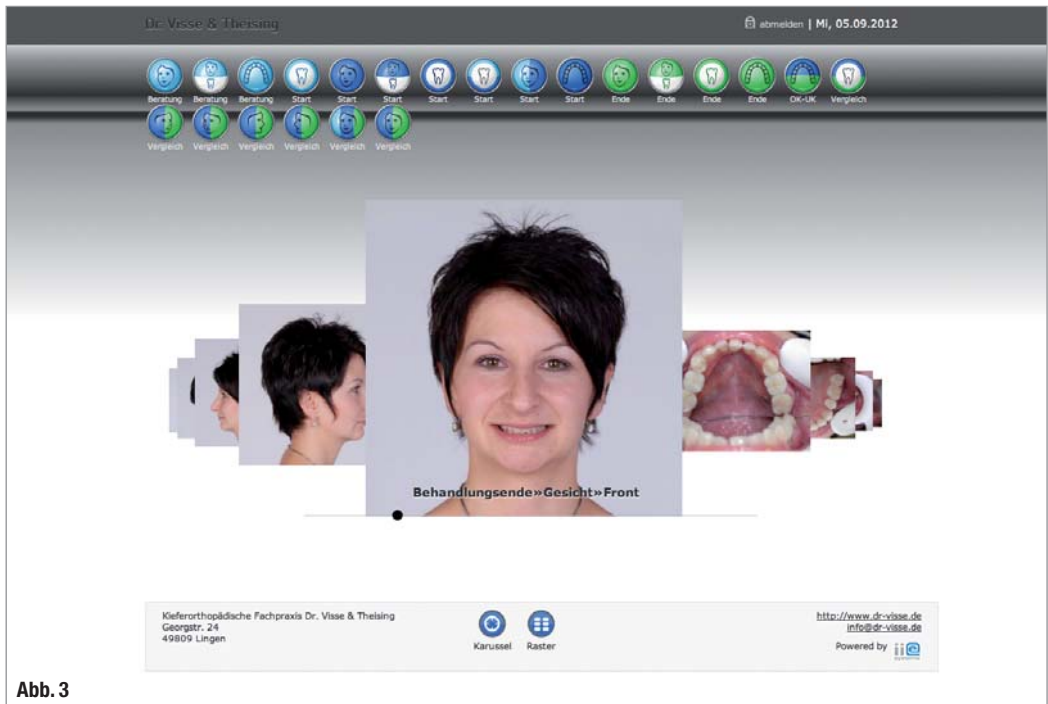 Dr. Visse & Theising
abmelden | Mi, 05.09.2012
Beratung Beratung Beratung Start Start Start Start Start Start Start Ende Ende Ende Ende OK-UK Vergleich
Vergleich Vergleich Vergleich Vergleich Vergleich Vergleich
Behandlungsende»Gesicht»Front
Kieferorthopädische Fachpraxis Dr. Visse & Theising
Georgstr. 24
49809 Lingen
Karussel Raster
http://www.dr-visse.de
info@dr-visse.de
Powered by
Abb. 3